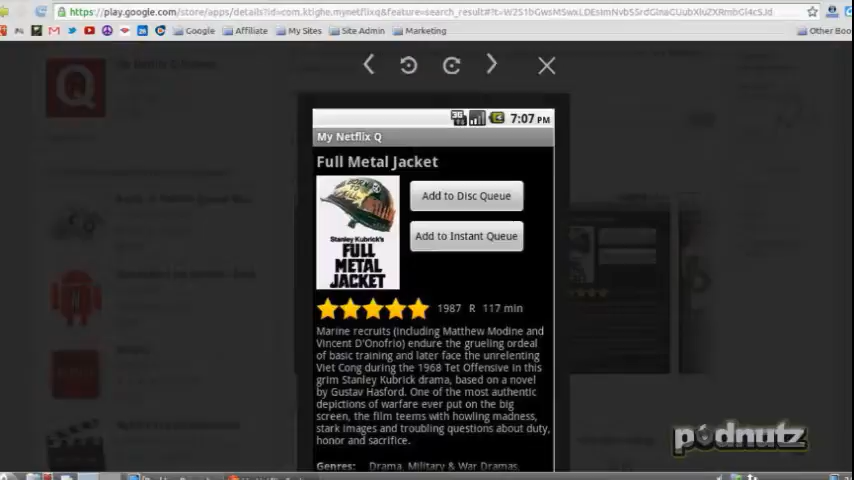 https://play.google.com/store/apps/details?id=com.ktighe.mynetflixq&feature=search_result#?t=
Google Affiliate My Sites Site Admin Marketing Other Boo
3G 7:07 PM
My Netflix Q
Full Metal Jacket
BORN TO KILL
Stanley Kubrick's
FULL
METAL
JACKET
Add to Disc Queue
Add to Instant Queue
1987 R 117 min
Marine recruits (including Matthew Modine and
Vincent D'Onofrio) endure the grueling ordeal
of basic training and later face the unrelenting
Viet Cong during the 1968 Tet Offensive in this
grim Stanley Kubrick drama, based on a novel
by Gustav Hasford. One of the most authentic
depictions of warfare ever put on the big
screen, the film teems with howling madness,
stark images and troubling questions about duty,
honor and sacrifice.
Genres: Drama, Military & War Dramas,
podnutz